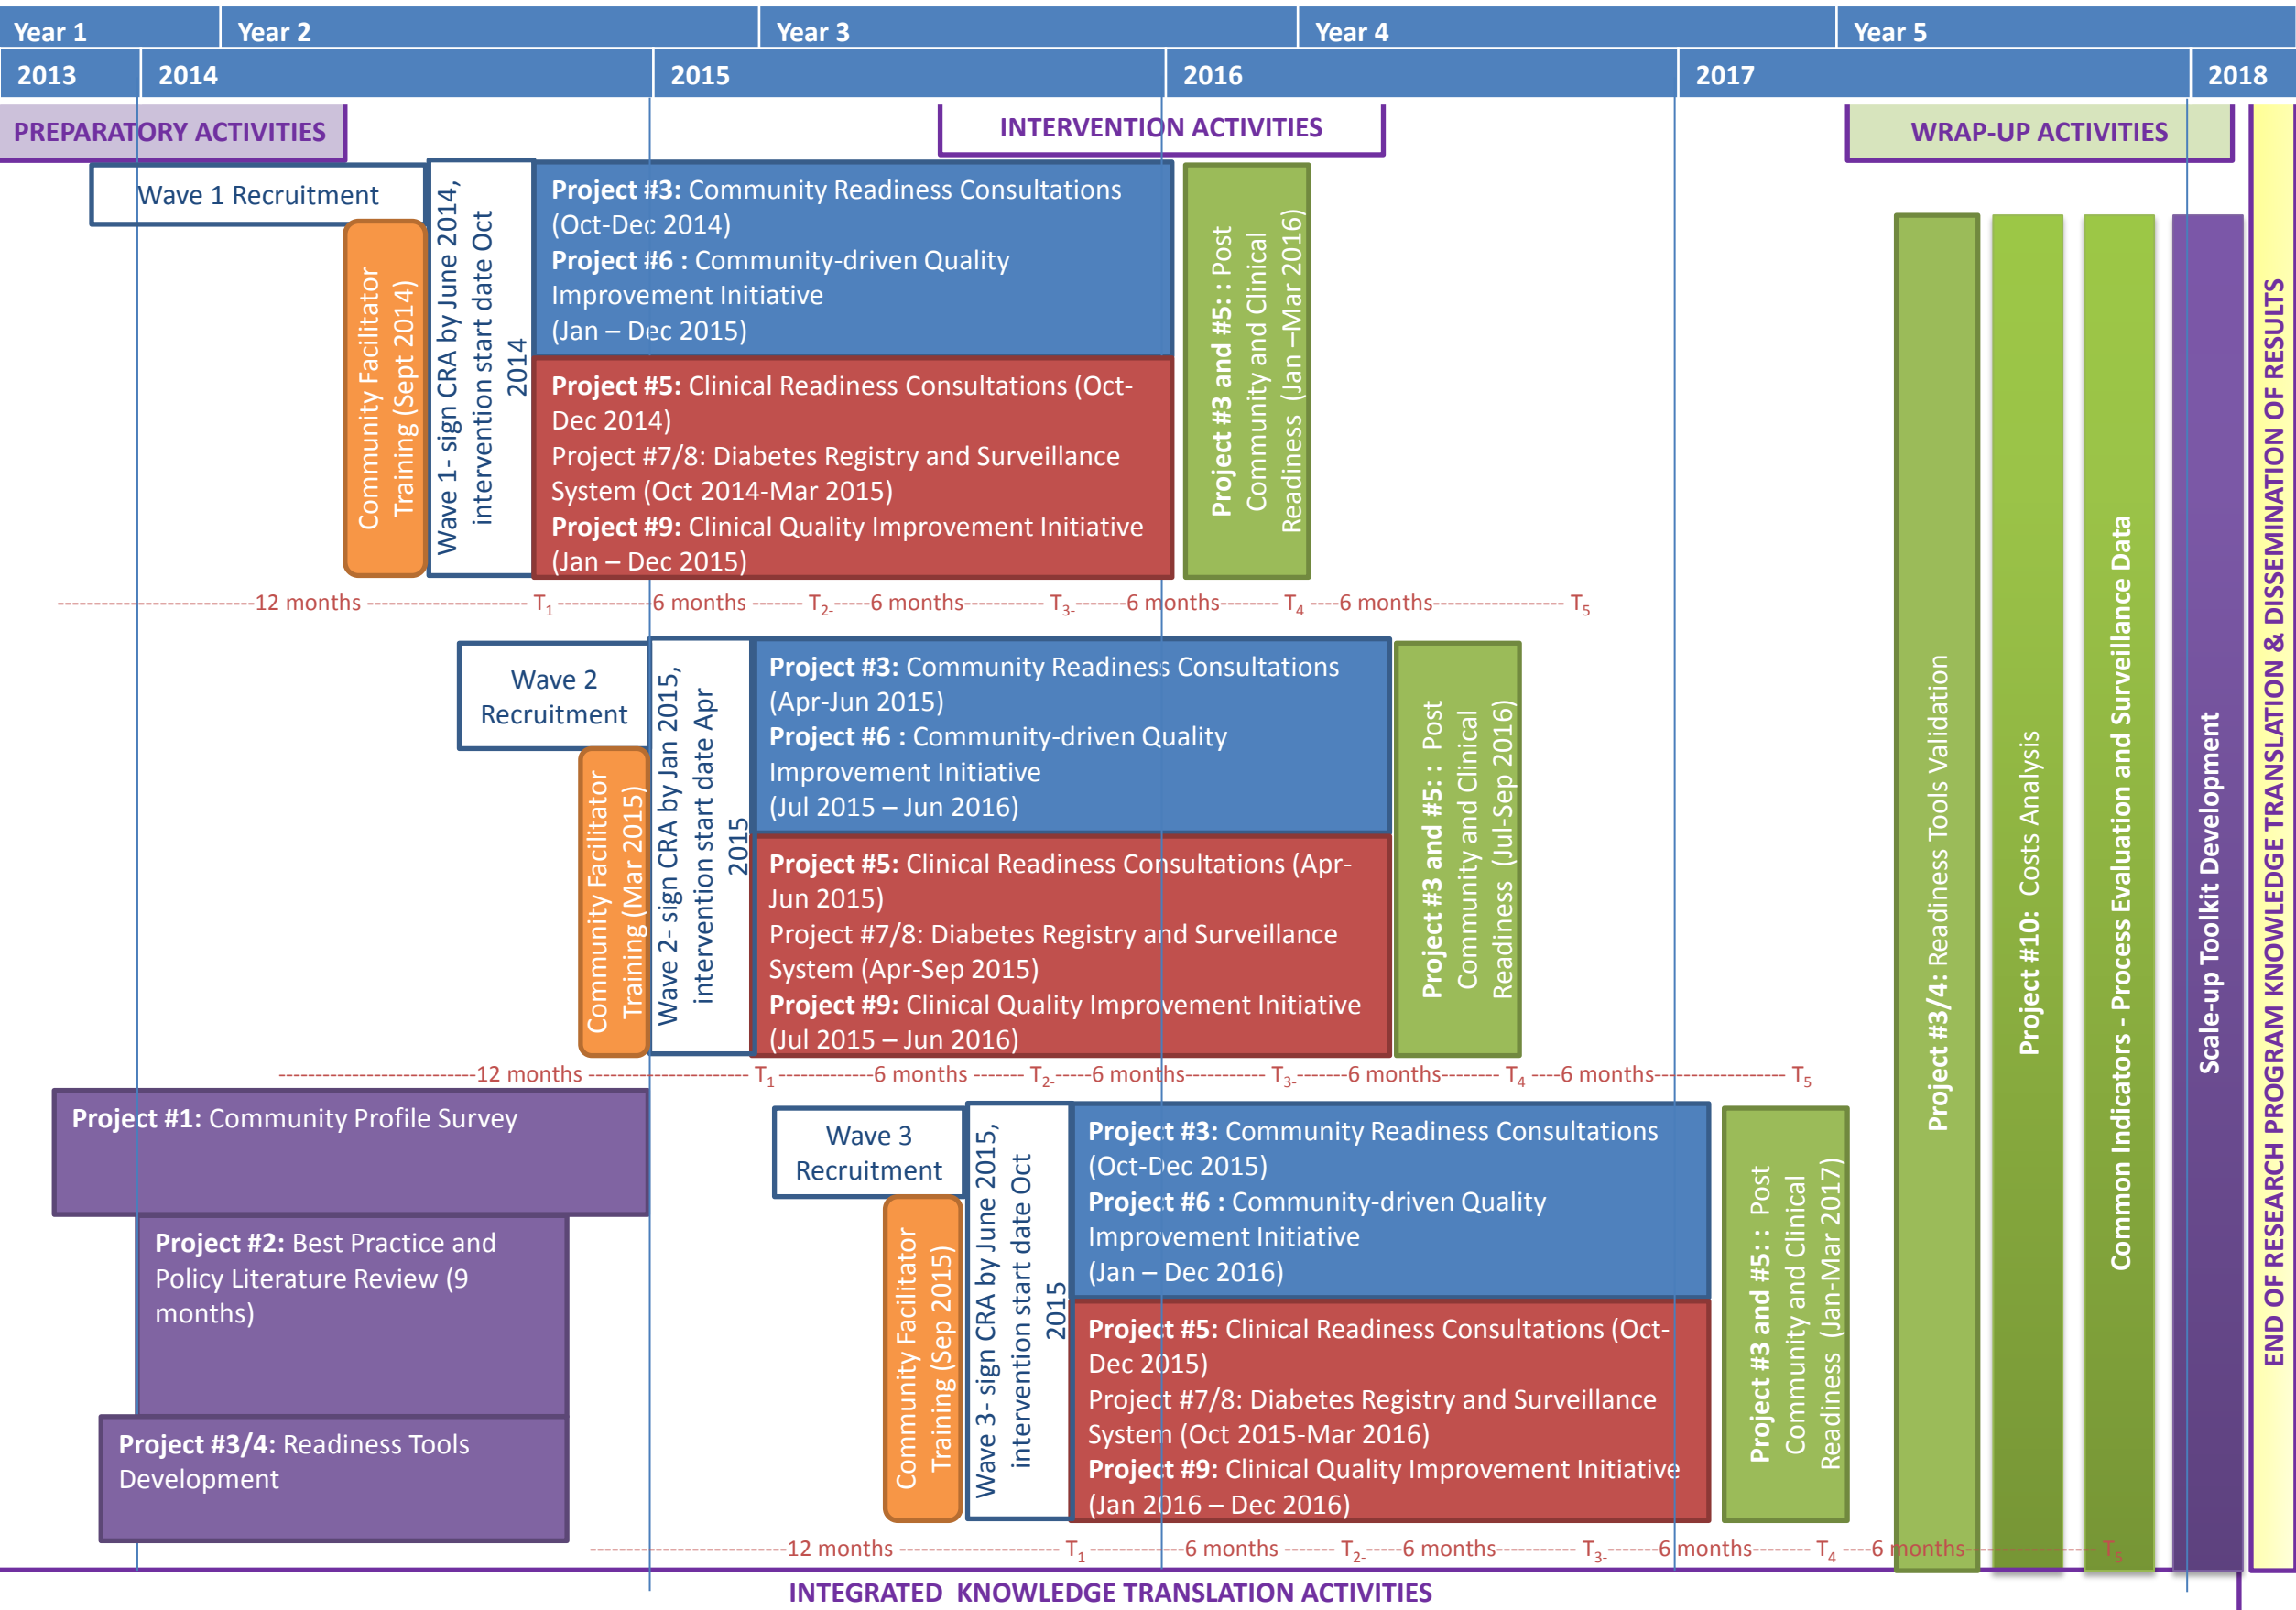 Year 1
Year 2
Year 3
Year 4
Year 5
2013
2014
2015
2016
2017
2018
PREPARATORY ACTIVITIES
INTERVENTION ACTIVITIES
WRAP-UP ACTIVITIES
Wave 1 Recruitment
Community Facilitator
Training (Sept 2014)
Wave 1- sign CRA by June 2014,
intervention start date Oct
2014
Project #3: Community Readiness Consultations
(Oct-Dec 2014)
Project #6 : Community-driven Quality
Improvement Initiative
(Jan – Dec 2015)
Project #5: Clinical Readiness Consultations (Oct-
Dec 2014)
Project #7/8: Diabetes Registry and Surveillance
System (Oct 2014-Mar 2015)
Project #9: Clinical Quality Improvement Initiative
(Jan – Dec 2015)
Project #3 and #5: : Post
Community and Clinical
Readiness (Jan –Mar 2016)
----------------------12 months ------------------ T1-----------6 months ------- T2-----6 months----------- T3-------6 months-------- T4 ----6 months----------------- T5
Wave 2
Recruitment
Community Facilitator
Training (Mar 2015)
Wave 2- sign CRA by Jan 2015,
intervention start date Apr
2015
Project #3: Community Readiness Consultations
(Apr-Jun 2015)
Project #6 : Community-driven Quality
Improvement Initiative
(Jul 2015 – Jun 2016)
Project #5: Clinical Readiness Consultations (Apr-
Jun 2015)
Project #7/8: Diabetes Registry and Surveillance
System (Apr-Sep 2015)
Project #9: Clinical Quality Improvement Initiative
(Jul 2015 – Jun 2016)
Project #3 and #5: : Post
Community and Clinical
Readiness (Jul-Sep 2016)
----------------------12 months ------------------ T1-----------6 months ------- T2-----6 months----------- T3-------6 months-------- T4 ----6 months----------------- T5
Project #1: Community Profile Survey
Project #2: Best Practice and
Policy Literature Review (9
months)
Project #3/4: Readiness Tools
Development
Wave 3
Recruitment
Community Facilitator
Training (Sep 2015)
Wave 3- sign CRA by June 2015,
intervention start date Oct
2015
Project #3: Community Readiness Consultations
(Oct-Dec 2015)
Project #6 : Community-driven Quality
Improvement Initiative
(Jan – Dec 2016)
Project #5: Clinical Readiness Consultations (Oct-
Dec 2015)
Project #7/8: Diabetes Registry and Surveillance
System (Oct 2015-Mar 2016)
Project #9: Clinical Quality Improvement Initiative
(Jan 2016 – Dec 2016)
Project #3 and #5: : Post
Community and Clinical
Readiness (Jan-Mar 2017)
----------------------12 months ------------------ T1-----------6 months ------- T2-----6 months----------- T3-------6 months-------- T4 ----6 months----------------- T5
Project #3/4: Readiness Tools Validation
Project #10: Costs Analysis
Common Indicators - Process Evaluation and Surveillance Data
Scale-up Toolkit Development
END OF RESEARCH PROGRAM KNOWLEDGE TRANSLATION & DISSEMINATION OF RESULTS
INTEGRATED KNOWLEDGE TRANSLATION ACTIVITIES